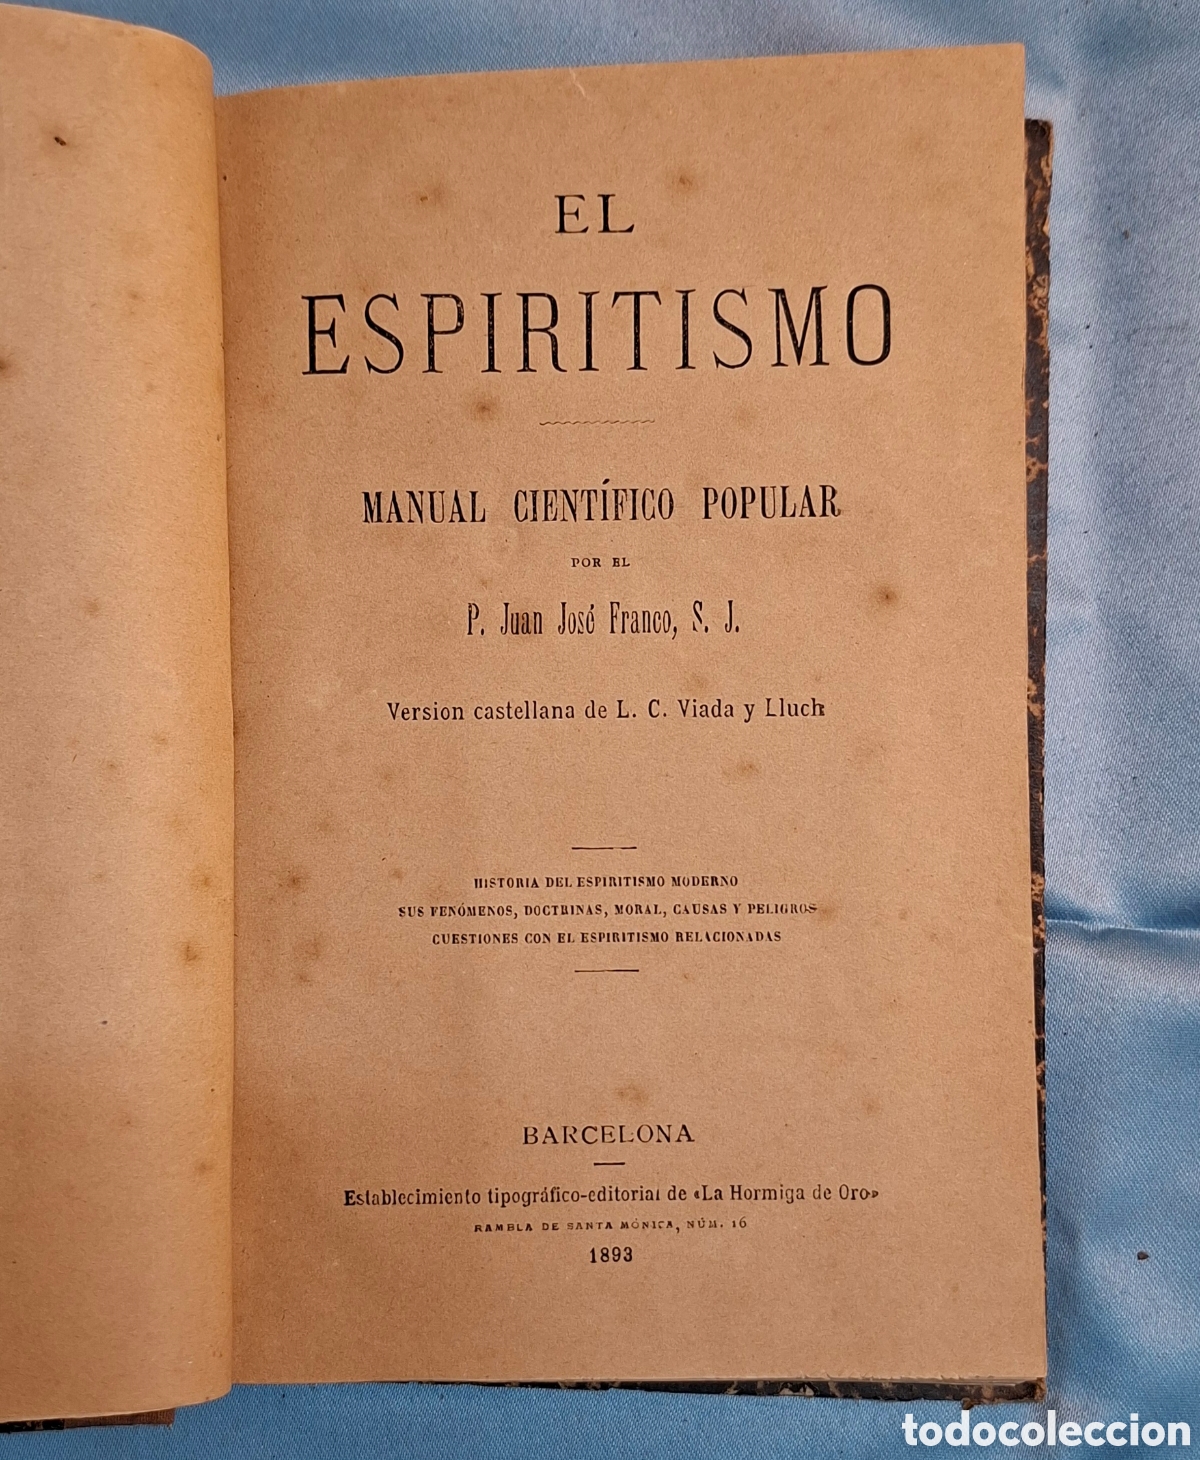 EL
ESPIRITISMO
MANUAL CIENTÍFICO POPULAR
POR EL
P. Juan José Franco, S. J.
Version castellana de L. C. Viada y Lluch
HISTORIA DEL ESPIRITISMO MODERNO
SUS FENÓMENOS, DOCTRINAS, MORAL, CAUSAS Y PELIGROS
CUESTIONES CON EL ESPIRITISMO RELACIONADAS
BARCELONA
Establecimiento tipográfico-editorial de «La Hormiga de Oro»
RAMBLA DE SANTA MÓNICA, NÚM. 16
1893
todocoleccion